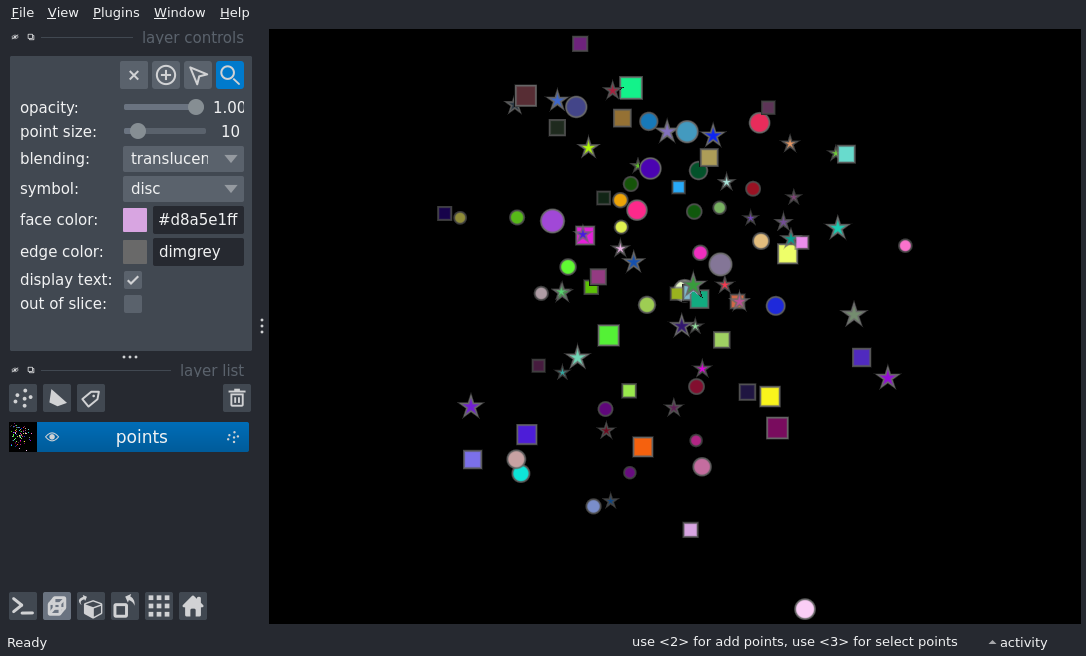 File View Plugins Window Help
layer controls
opacity: 1.00
point size: 10
blending: translucen
symbol: disc
face color: #d8a5e1ff
edge color: dimgrey
display text:
out of slice:
layer list
points
Ready
use <2> for add points, use <3> for select points
activity